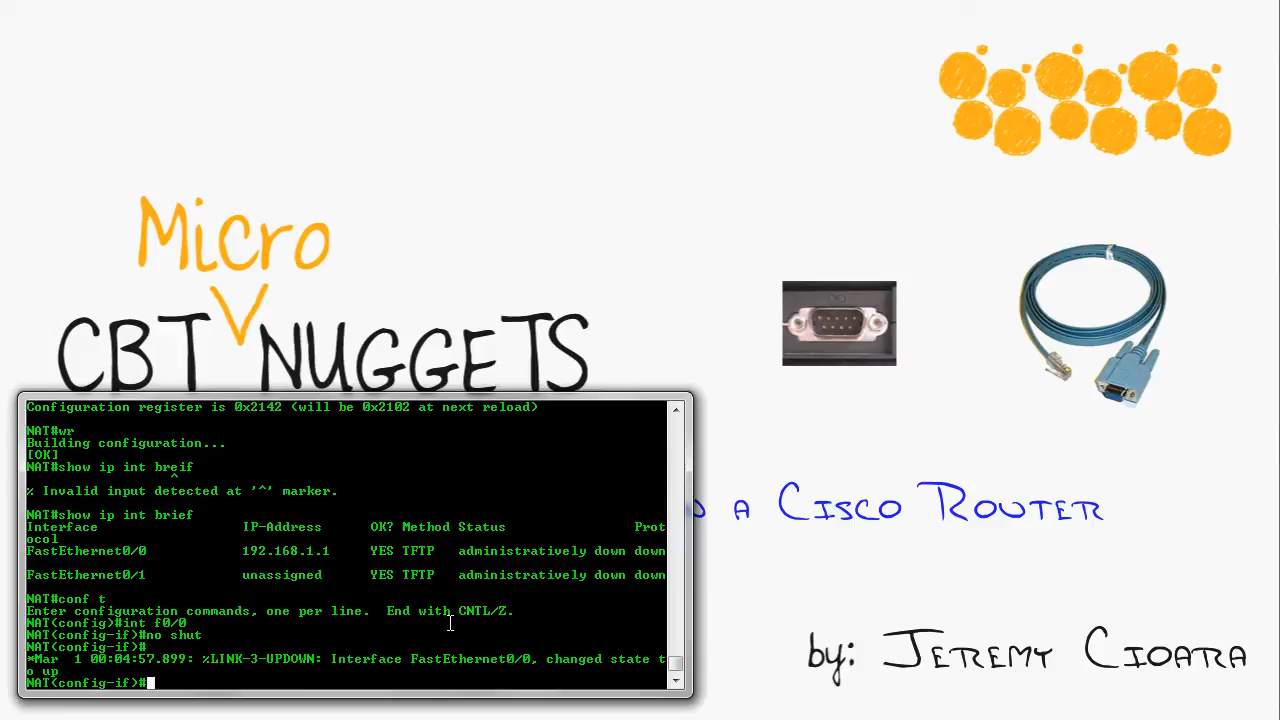 Micro
CBT NUGGETS
Configuration register is 0x2142 (will be 0x2102 at next reload)
NAT#wr
Building configuration...
[OK]
NAT#show ip int breif
^
% Invalid input detected at '^' marker.
NAT#show ip int brief
Interface IP-Address OK? Method Status Prot
ocol
FastEthernet0/0 192.168.1.1 YES TFTP administratively down down
FastEthernet0/1 unassigned YES TFTP administratively down down
NAT#conf t
Enter configuration commands, one per line. End with CNTL/Z.
NAT(config)#int f0/0
NAT(config-if)#no shut
NAT(config-if)#
*Mar 1 00:04:57.899: %LINK-3-UPDOWN: Interface FastEthernet0/0, changed state t
o up
NAT(config-if)#
a Cisco Router
by: Jeremy Cioara